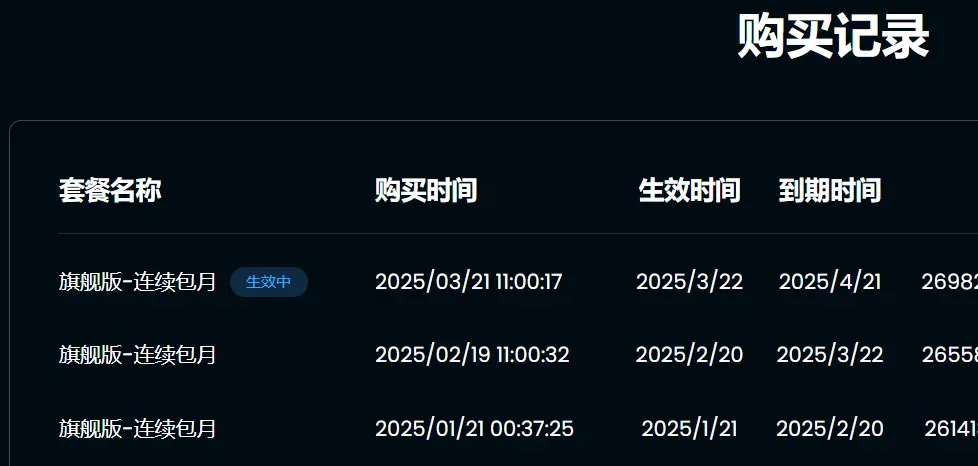 购买记录
套餐名称 购买时间 生效时间 到期时间
旗舰版-连续包月 生效中 2025/03/21 11:00:17 2025/3/22 2025/4/21 26982
旗舰版-连续包月 2025/02/19 11:00:32 2025/2/20 2025/3/22 26558
旗舰版-连续包月 2025/01/21 00:37:25 2025/1/21 2025/2/20 26141